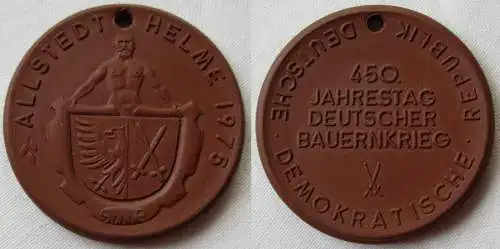 ALLSTEDT HELME 1975
DEUTSCHE DEMOKRATISCHE REPUBLIK
450.
JAHRESTAG
DEUTSCHER
BAUERNKRIEG